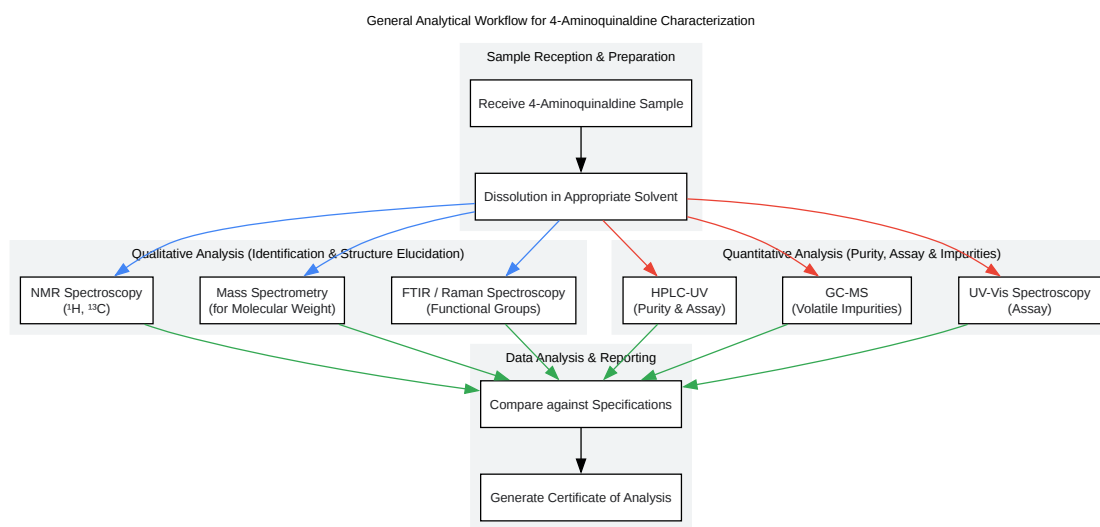 General Analytical Workflow for 4-Aminoquinaldine Characterization
Sample Reception & Preparation
Receive 4-Aminoquinaldine Sample
Dissolution in Appropriate Solvent
Qualitative Analysis (Identification & Structure Elucidation)
Quantitative Analysis (Purity, Assay & Impurities)
NMR Spectroscopy
(¹H, ¹³C)
Mass Spectrometry
(for Molecular Weight)
FTIR / Raman Spectroscopy
(Functional Groups)
HPLC-UV
(Purity & Assay)
GC-MS
(Volatile Impurities)
UV-Vis Spectroscopy
(Assay)
Data Analysis & Reporting
Compare against Specifications
Generate Certificate of Analysis